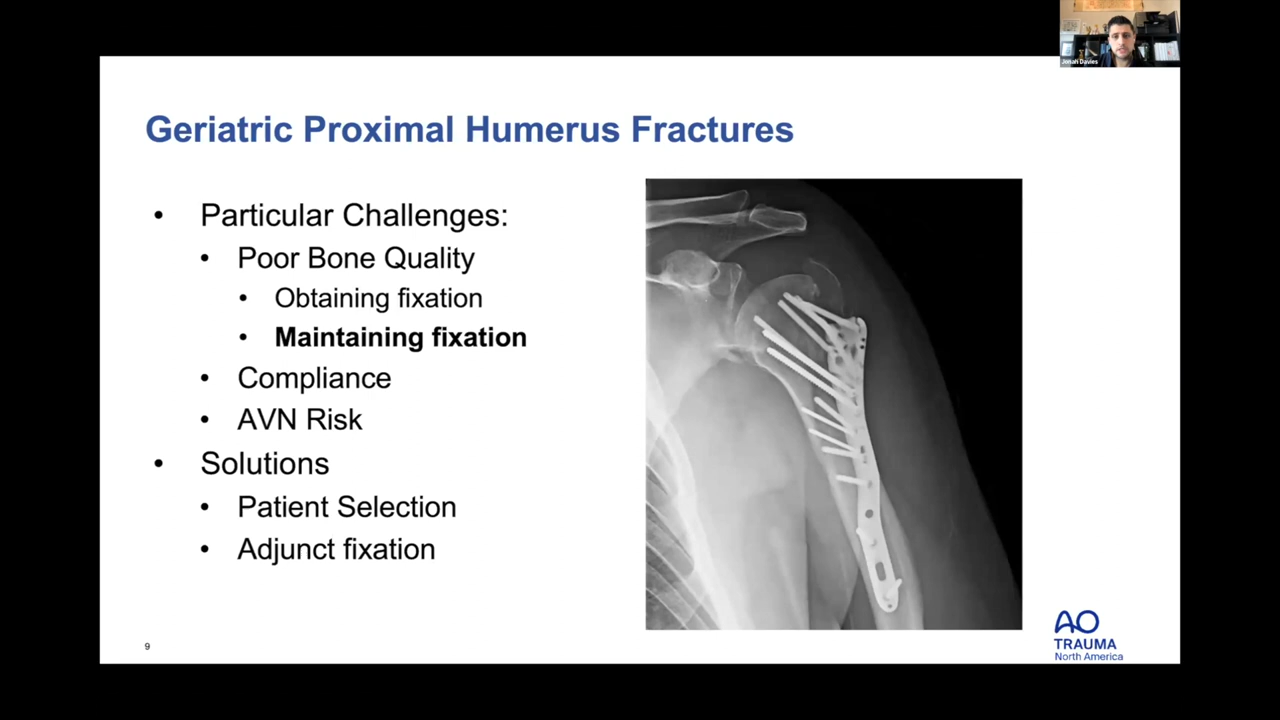 Jonah Davies
Geriatric Proximal Humerus Fractures
• Particular Challenges:
• Poor Bone Quality
• Obtaining fixation
• Maintaining fixation
• Compliance
• AVN Risk
• Solutions
• Patient Selection
• Adjunct fixation
9
AO
TRAUMA
North America